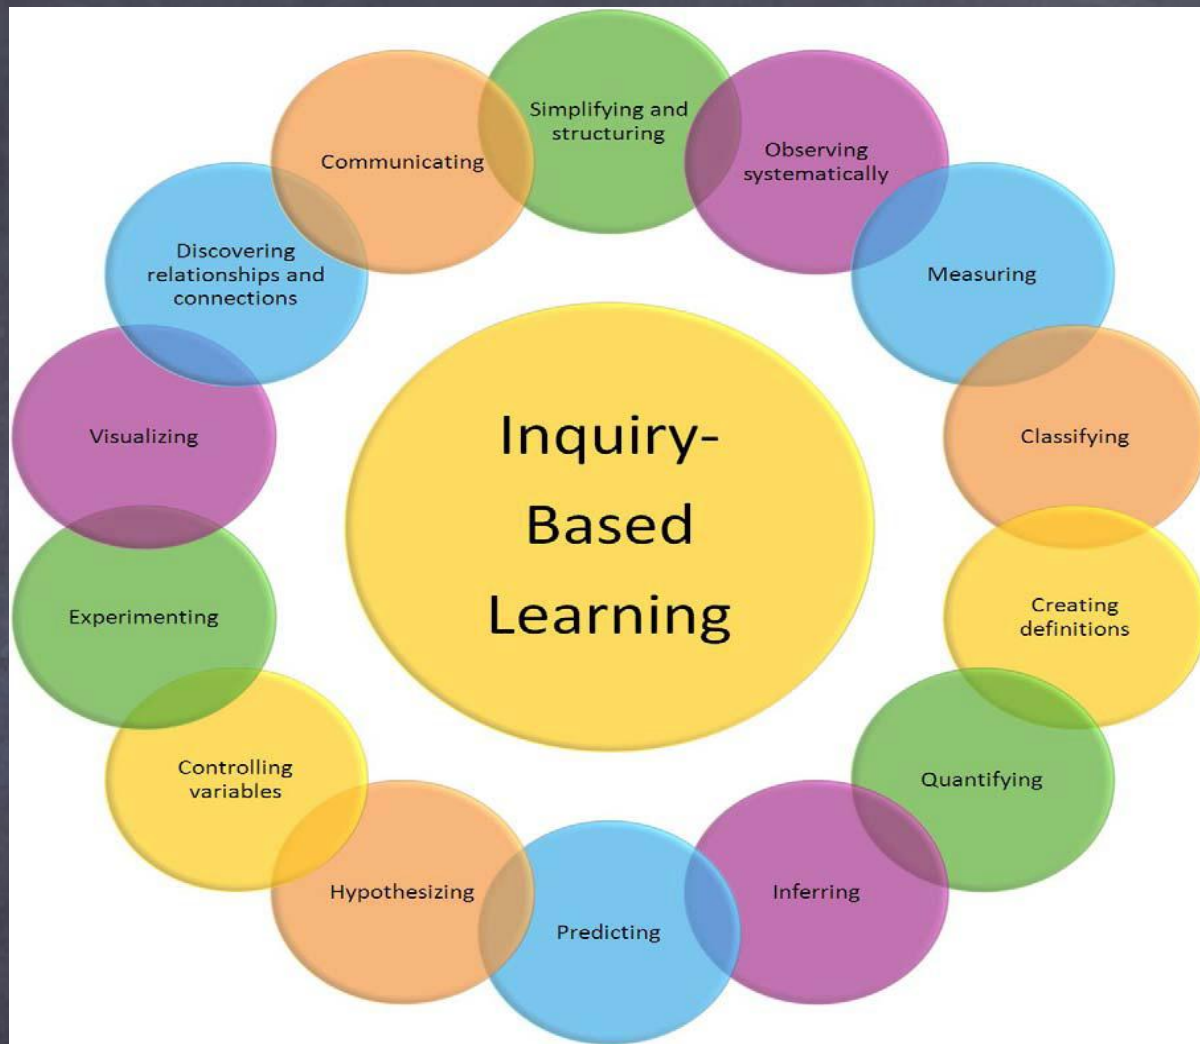 Simplifying and
structuring
Observing
systematically
Measuring
Classifying
Creating
definitions
Quantifying
Inferring
Predicting
Hypothesizing
Controlling
variables
Experimenting
Visualizing
Discovering
relationships and
connections
Communicating
Inquiry-
Based
Learning